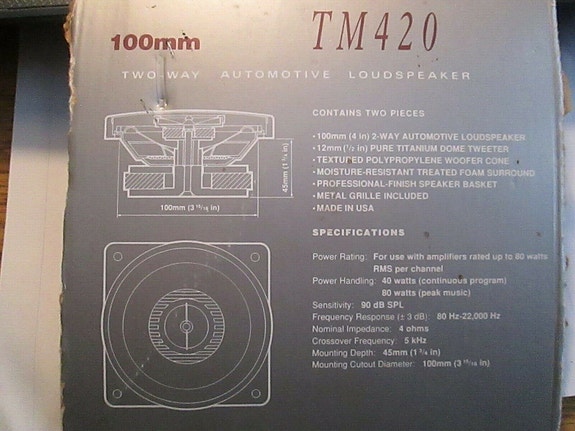 100mm
TM420
TWO-WAY AUTOMOTIVE LOUDSPEAKER
CONTAINS TWO PIECES
•100mm (4 in) 2-WAY AUTOMOTIVE LOUDSPEAKER
•12mm (1/2 in) PURE TITANIUM DOME TWEETER
•TEXTURED POLYPROPYLENE WOOFER CONE
•MOISTURE-RESISTANT TREATED FOAM SURROUND
•PROFESSIONAL-FINISH SPEAKER BASKET
•METAL GRILLE INCLUDED
•MADE IN USA
45mm (1 3/4 in)
100mm (3 15/16 in)
SPECIFICATIONS
Power Rating: For use with amplifiers rated up to 80 watts
RMS per channel
Power Handling: 40 watts (continuous program)
80 watts (peak music)
Sensitivity: 90 dB SPL
Frequency Response (± 3 dB): 80 Hz-22,000 Hz
Nominal Impedance: 4 ohms
Crossover Frequency: 5 kHz
Mounting Depth: 45mm (1 3/4 in)
Mounting Cutout Diameter: 100mm (3 15/16 in)